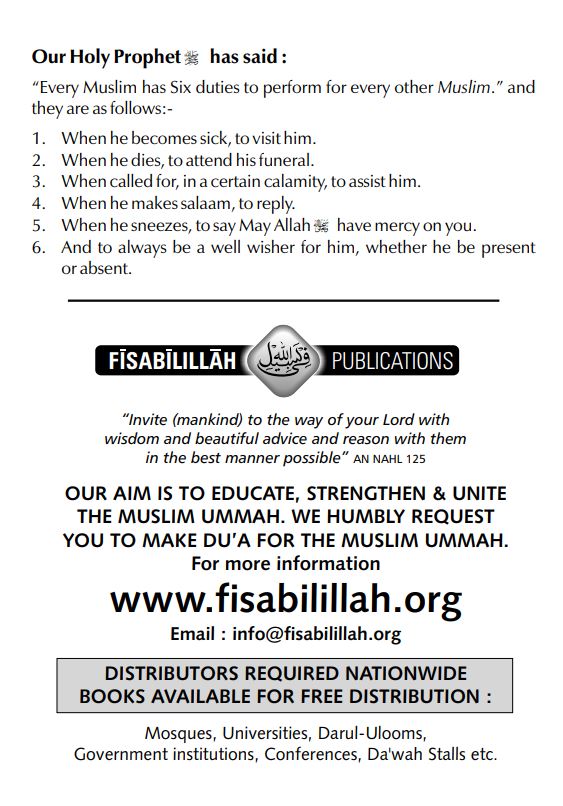 Our Holy Prophet ﷺ has said :
“Every Muslim has Six duties to perform for every other Muslim.” and
they are as follows:-
1. When he becomes sick, to visit him.
2. When he dies, to attend his funeral.
3. When called for, in a certain calamity, to assist him.
4. When he makes salaam, to reply.
5. When he sneezes, to say May Allah ﷺ have mercy on you.
6. And to always be a well wisher for him, whether he be present
or absent.
FĪSABĪLILLĀH في سبيل الله PUBLICATIONS
“Invite (mankind) to the way of your Lord with
wisdom and beautiful advice and reason with them
in the best manner possible” AN NAHL 125
OUR AIM IS TO EDUCATE, STRENGTHEN & UNITE
THE MUSLIM UMMAH. WE HUMBLY REQUEST
YOU TO MAKE DU’A FOR THE MUSLIM UMMAH.
For more information
www.fisabilillah.org
Email : info@fisabilillah.org
DISTRIBUTORS REQUIRED NATIONWIDE
BOOKS AVAILABLE FOR FREE DISTRIBUTION :
Mosques, Universities, Darul-Ulooms,
Government institutions, Conferences, Da'wah Stalls etc.